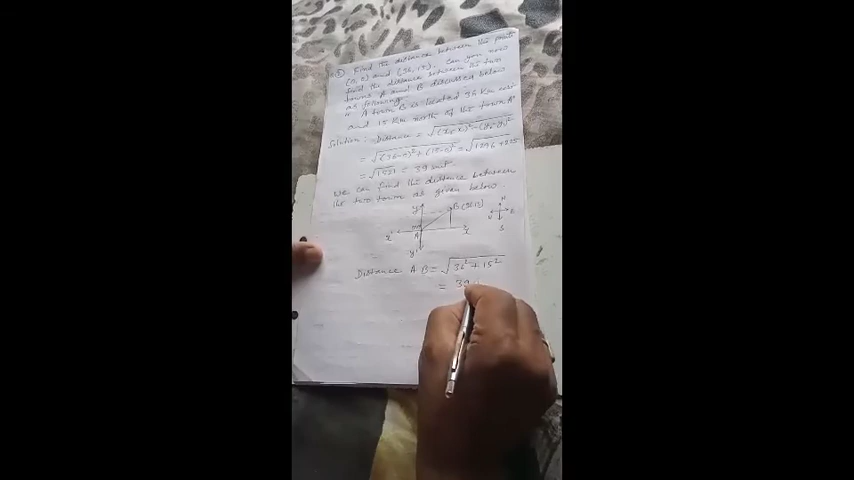 Q.3) Find the distance between the points
(0, 0) and (36, 15). Can you now
find the distance between the two
towns A and B discussed below
as following:
" A town B is located 36 km east
and 15 km north of the town A"
Solution: Distance = √(x₂-x₁)²+(y₂-y₁)²
= √(36-0)²+(15-0)² = √1296+225
= √1521 = 39 unit.
We can find the distance between
the two town as given below.
y
N
B(36,15)
x'
A
x
S
y'
Distance AB = √36²+15²
= 39